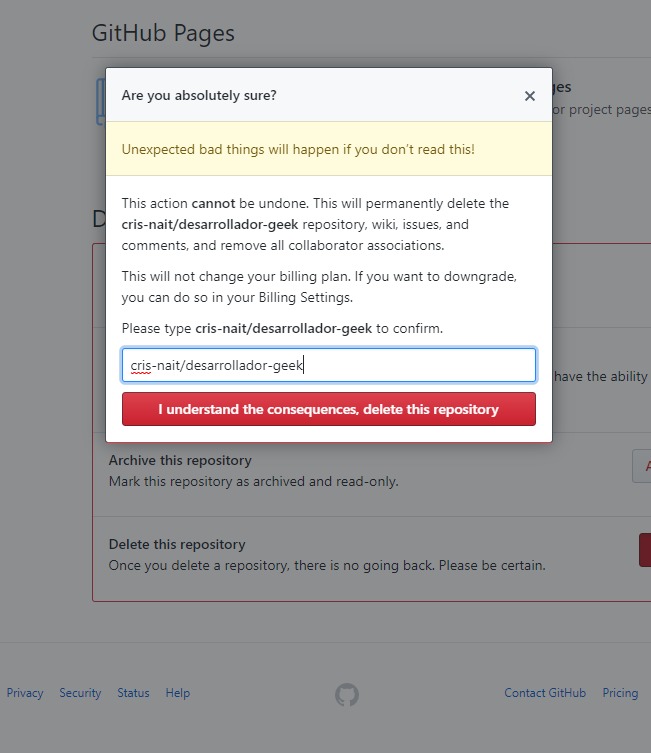 GitHub Pages
Are you absolutely sure? ×
Unexpected bad things will happen if you don’t read this!
or project pages
This action cannot be undone. This will permanently delete the
cris-nait/desarrollador-geek repository, wiki, issues, and
comments, and remove all collaborator associations.
This will not change your billing plan. If you want to downgrade,
you can do so in your Billing Settings.
Please type cris-nait/desarrollador-geek to confirm.
cris-nait/desarrollador-geek
have the ability
I understand the consequences, delete this repository
Archive this repository
Mark this repository as archived and read-only.
Delete this repository
Once you delete a repository, there is no going back. Please be certain.
Privacy Security Status Help Contact GitHub Pricing